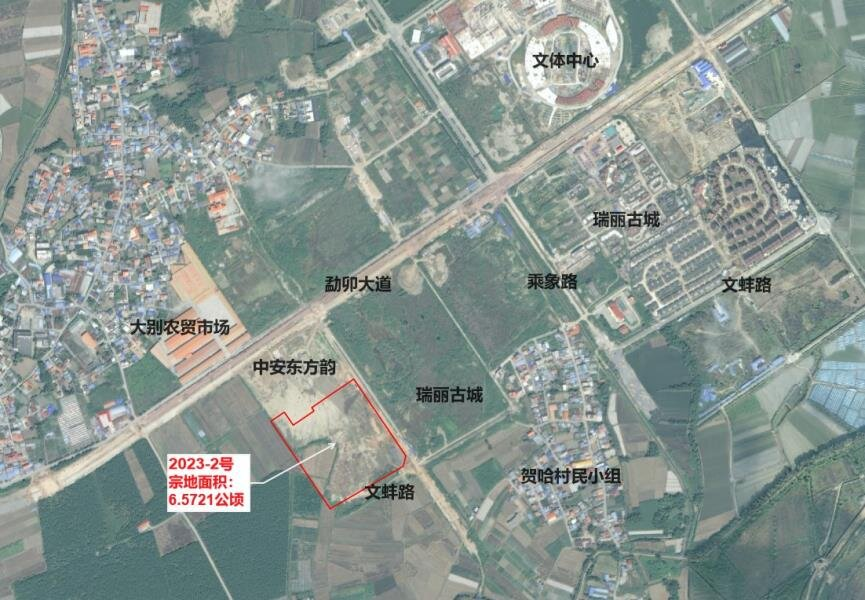 文体中心
瑞丽古城
勐卯大道
乘象路
文蚌路
大别农贸市场
中安东方韵
瑞丽古城
2023-2号
宗地面积：
6.5721公顷
贺哈村民小组
文蚌路